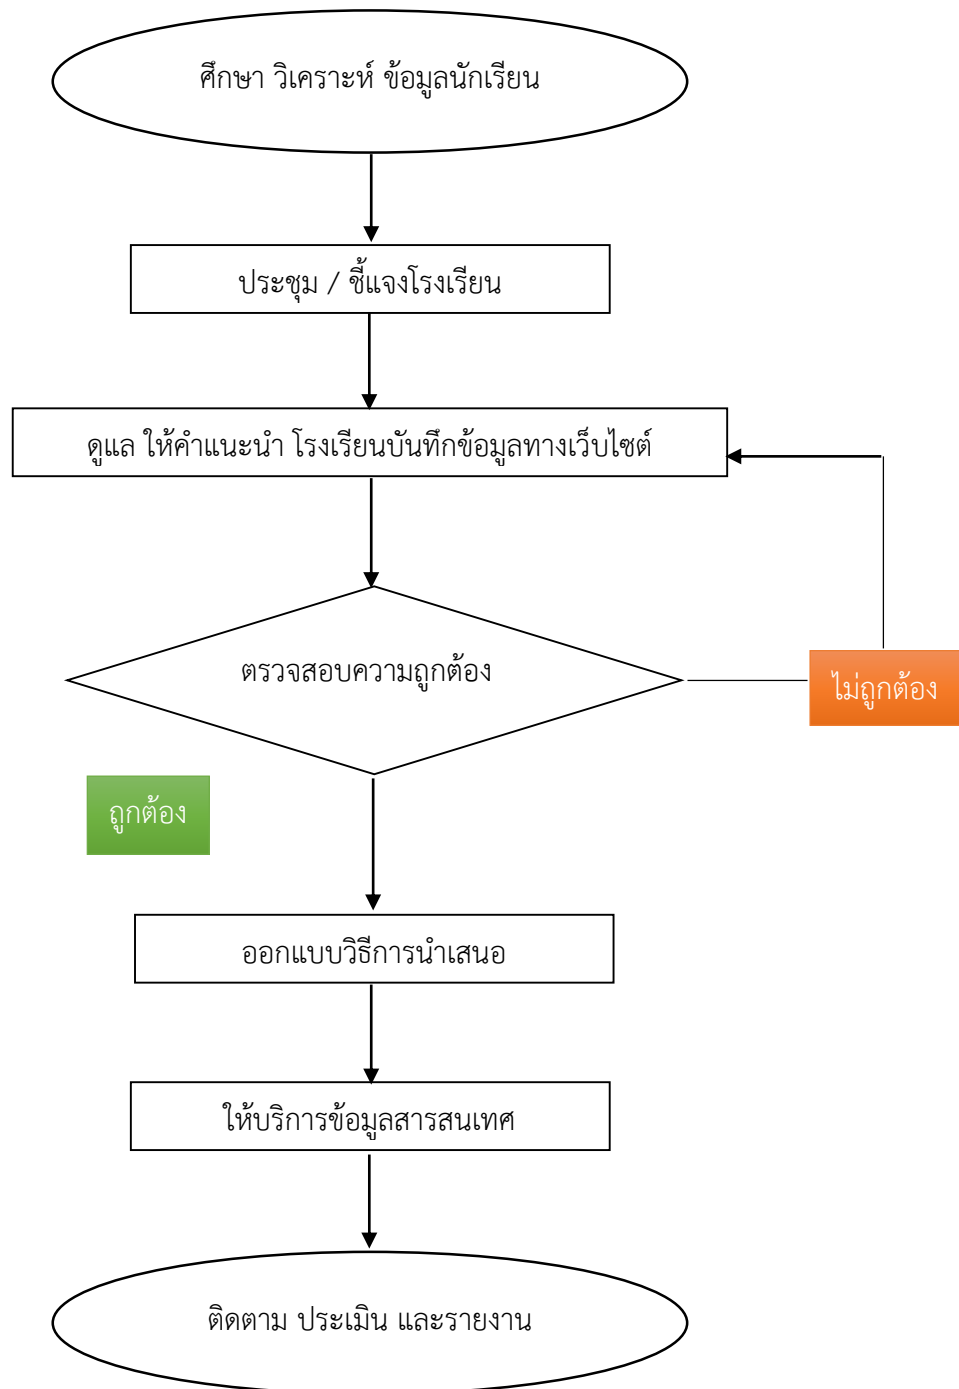 ศึกษา วิเคราะห์ ข้อมูลนักเรียน
ประชุม / ชี้แจงโรงเรียน
ดูแล ให้คำแนะนำ โรงเรียนบันทึกข้อมูลทางเว็บไซต์
ตรวจสอบความถูกต้อง
ไม่ถูกต้อง
ถูกต้อง
ออกแบบวิธีการนำเสนอ
ให้บริการข้อมูลสารสนเทศ
ติดตาม ประเมิน และรายงาน